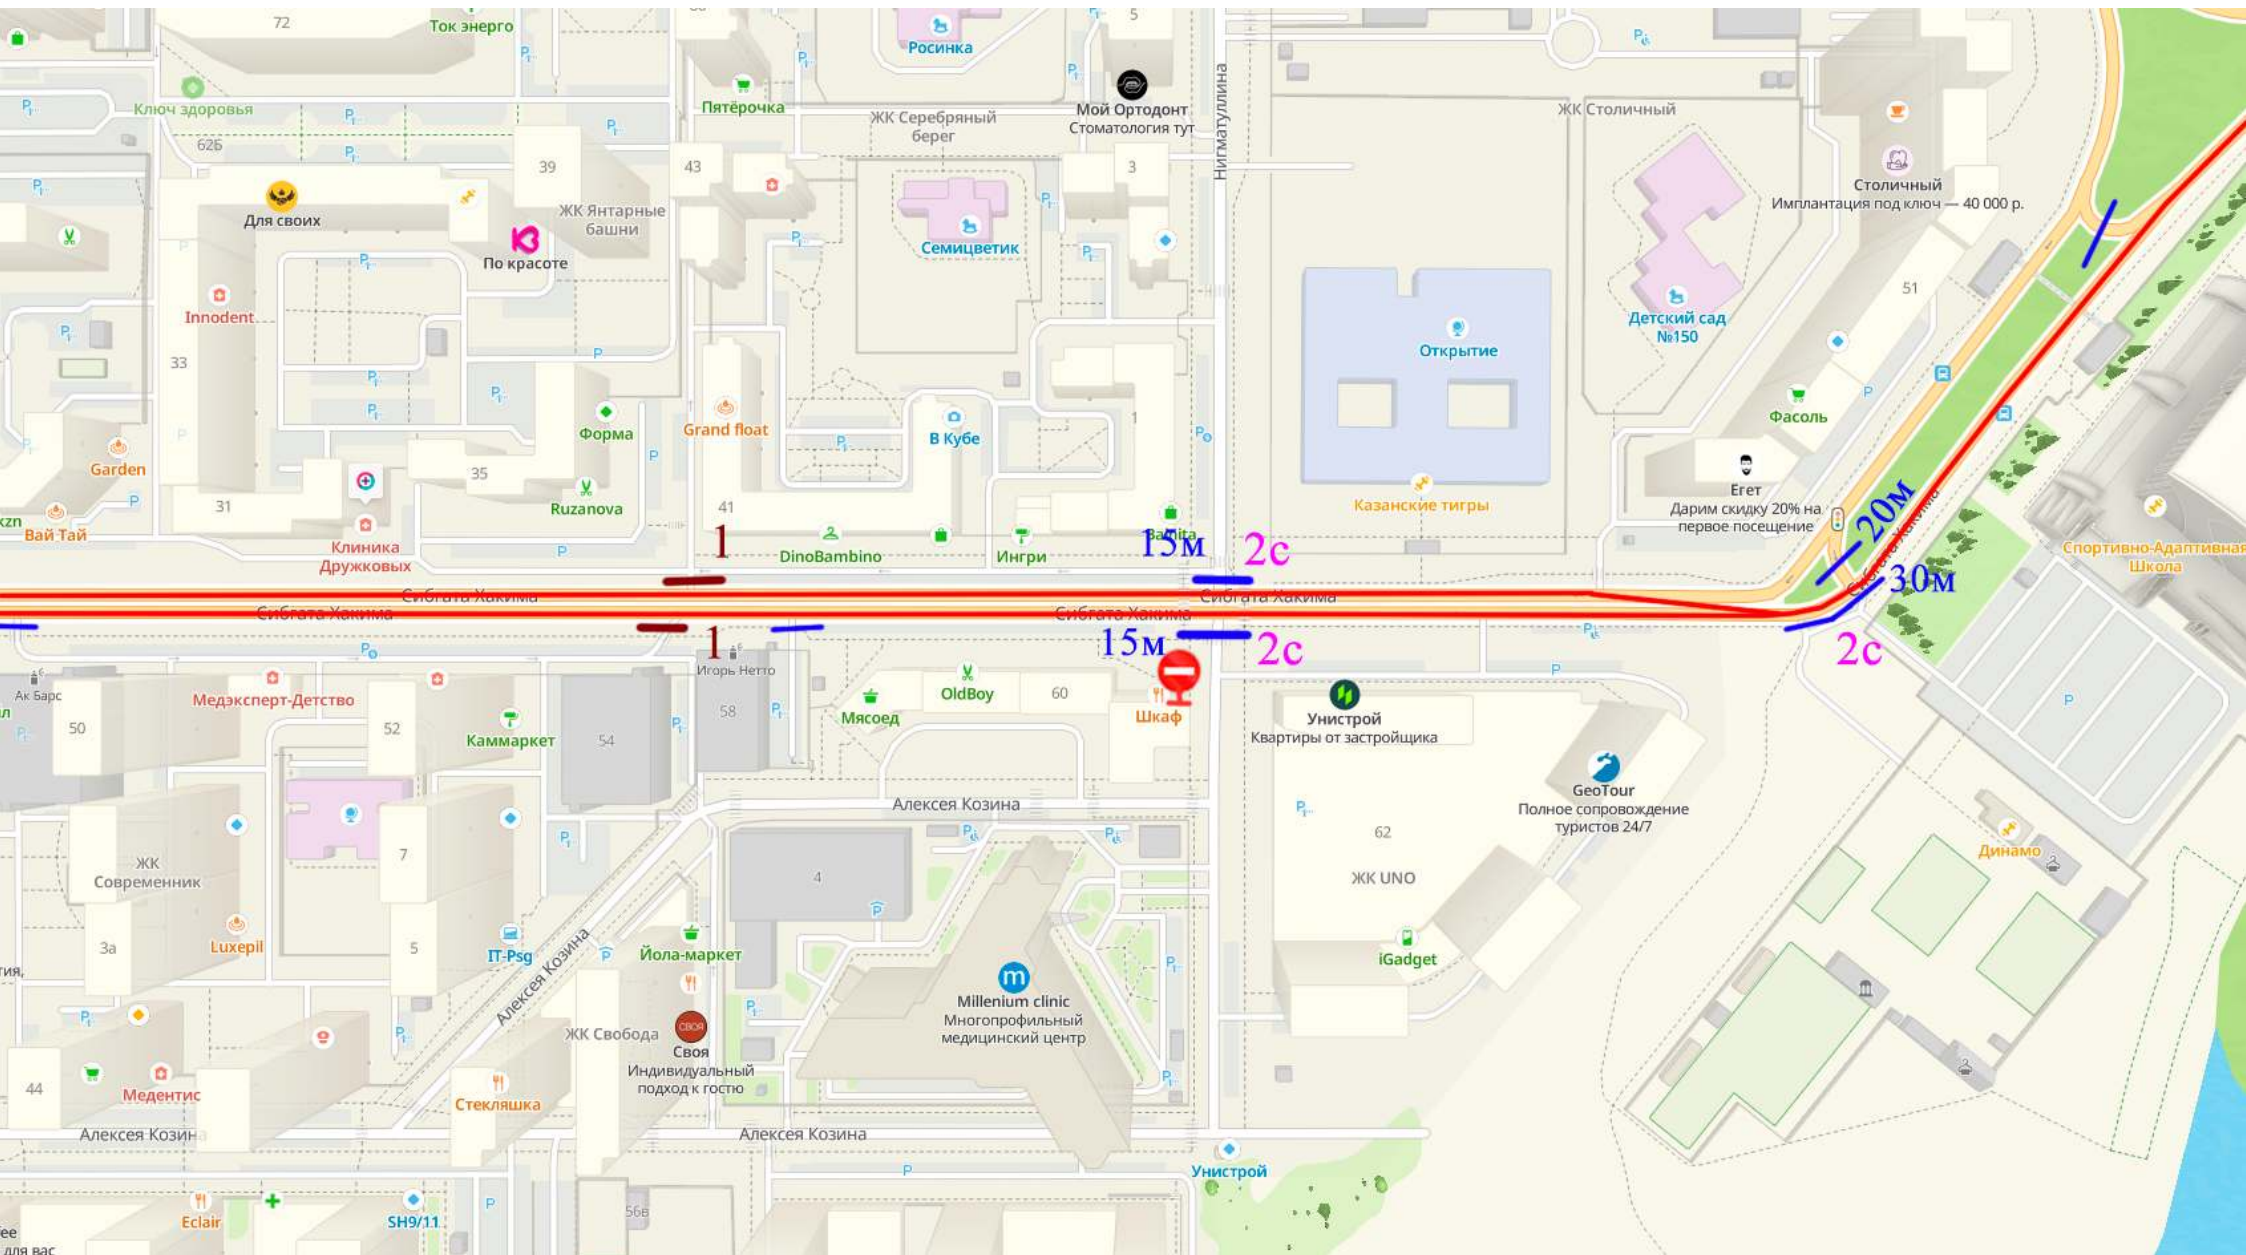 72
Ток энерго
5
Росинка
Ключ здоровья
Пятёрочка
Мой Ортодонт
Стоматология тут
ЖК Серебряный
берег
Нигматуллина
ЖК Столичный
62Б
39
43
3
Столичный
Имплантация под ключ — 40 000 р.
Для своих
ЖК Янтарные
башни
По красоте
Семицветик
Innodent
33
Детский сад
№150
51
Открытие
Grand float
В Кубе
1
Фасоль
Форма
Garden
35
31
Ruzanova
41
Казанские тигры
Егет
Дарим скидку 20% на
первое посещение
20м
Вай Тай
Клиника
Дружковых
1
DinoBambino
Ингри
15м
Bamita
2с
Спортивно-Адаптивная
Школа
30м
Сибгата Хакима
Сибгата Хакима
Сибгата Хакима
Сибгата Хакима
Сибгата Хакима
1
15м
2с
2с
Ак Барс
Медэксперт-Детство
Игорь Нетто
OldBoy
60
Мясоед
Шкаф
Унистрой
Квартиры от застройщика
50
52
Каммаркет
54
58
Алексея Козина
GeoTour
Полное сопровождение
туристов 24/7
62
ЖК UNO
Динамо
ЖК
Современник
7
4
3а
Luxepil
5
IT-Psg
Алексея Козина
Йола-маркет
iGadget
Millenium clinic
Многопрофильный
медицинский центр
ЖК Свобода
СВОЯ
Своя
Индивидуальный
подход к гостю
44
Медентис
Стекляшка
Алексея Козина
Алексея Козина
Унистрой
Eclair
SH9/11
56в
для вас